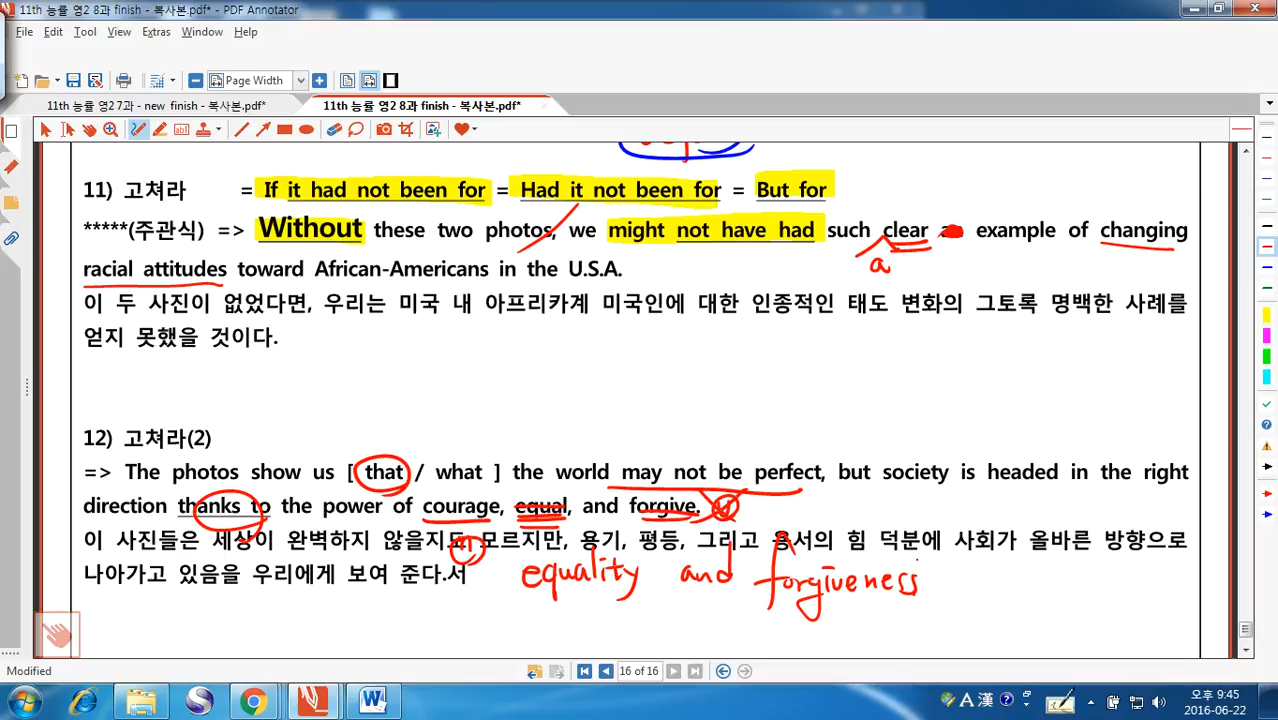 11th 능률 영2 8과 finish - 복사본.pdf* - PDF Annotator
File Edit Tool View Extras Window Help
Page Width
11th 능률 영2 7과 - new finish - 복사본.pdf* 11th 능률 영2 8과 finish - 복사본.pdf*
11) 고쳐라 = If it had not been for = Had it not been for = But for
*****(주관식) => Without these two photos, we might not have had such clear example of changing
a
racial attitudes toward African-Americans in the U.S.A.
이 두 사진이 없었다면, 우리는 미국 내 아프리카계 미국인에 대한 인종적인 태도 변화의 그토록 명백한 사례를
얻지 못했을 것이다.
12) 고쳐라(2)
=> The photos show us [ that / what ] the world may not be perfect, but society is headed in the right
direction thanks to the power of courage, equal, and forgive.
이 사진들은 세상이 완벽하지 않을지도 모르지만, 용기, 평등, 그리고 용서의 힘 덕분에 사회가 올바른 방향으로
나아가고 있음을 우리에게 보여 준다.서
equality and forgiveness
Modified 16 of 16
A 漢 오후 9:45
2016-06-22